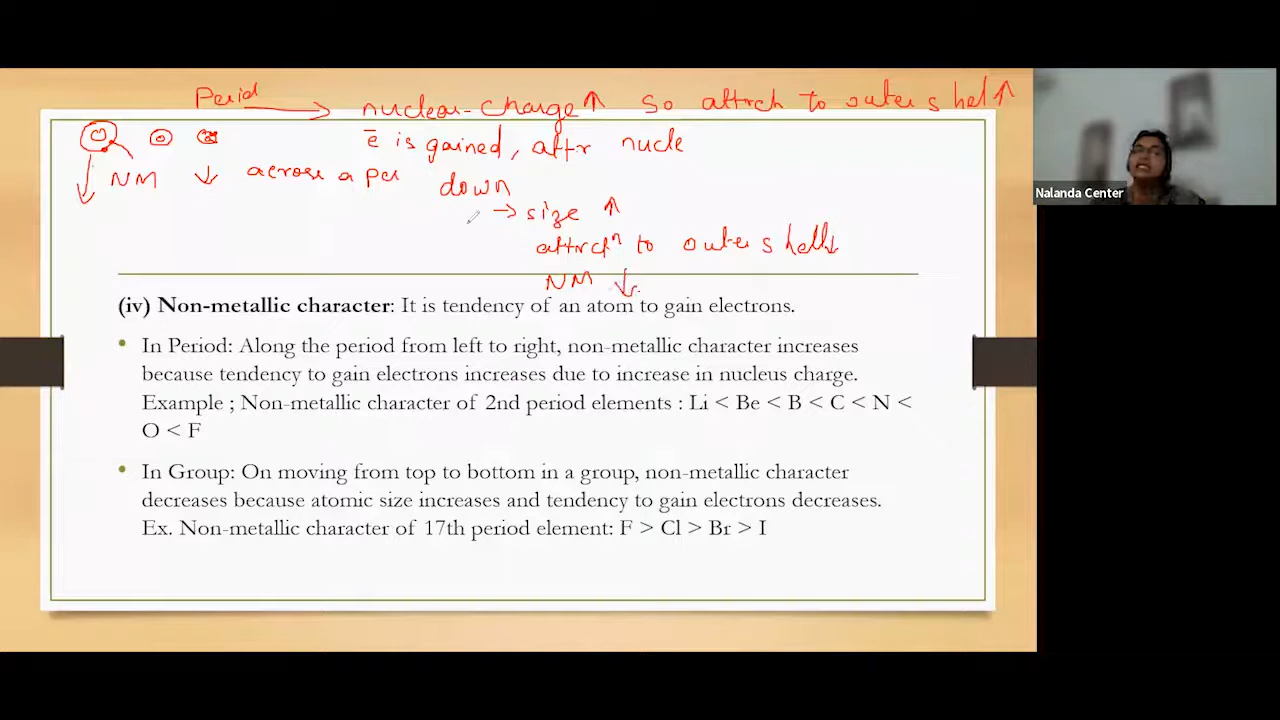 Period
nuclear charge ↑ so attrch to outer shel ↑
e is gained, attr nucle
NM ↓ across a per
down
→ size ↑
attrchn to outer shell ↓
NM ↓
(iv) Non-metallic character: It is tendency of an atom to gain electrons.
• In Period: Along the period from left to right, non-metallic character increases
because tendency to gain electrons increases due to increase in nucleus charge.
Example ; Non-metallic character of 2nd period elements : Li < Be < B < C < N <
O < F
• In Group: On moving from top to bottom in a group, non-metallic character
decreases because atomic size increases and tendency to gain electrons decreases.
Ex. Non-metallic character of 17th period element: F > Cl > Br > I
Nalanda Center